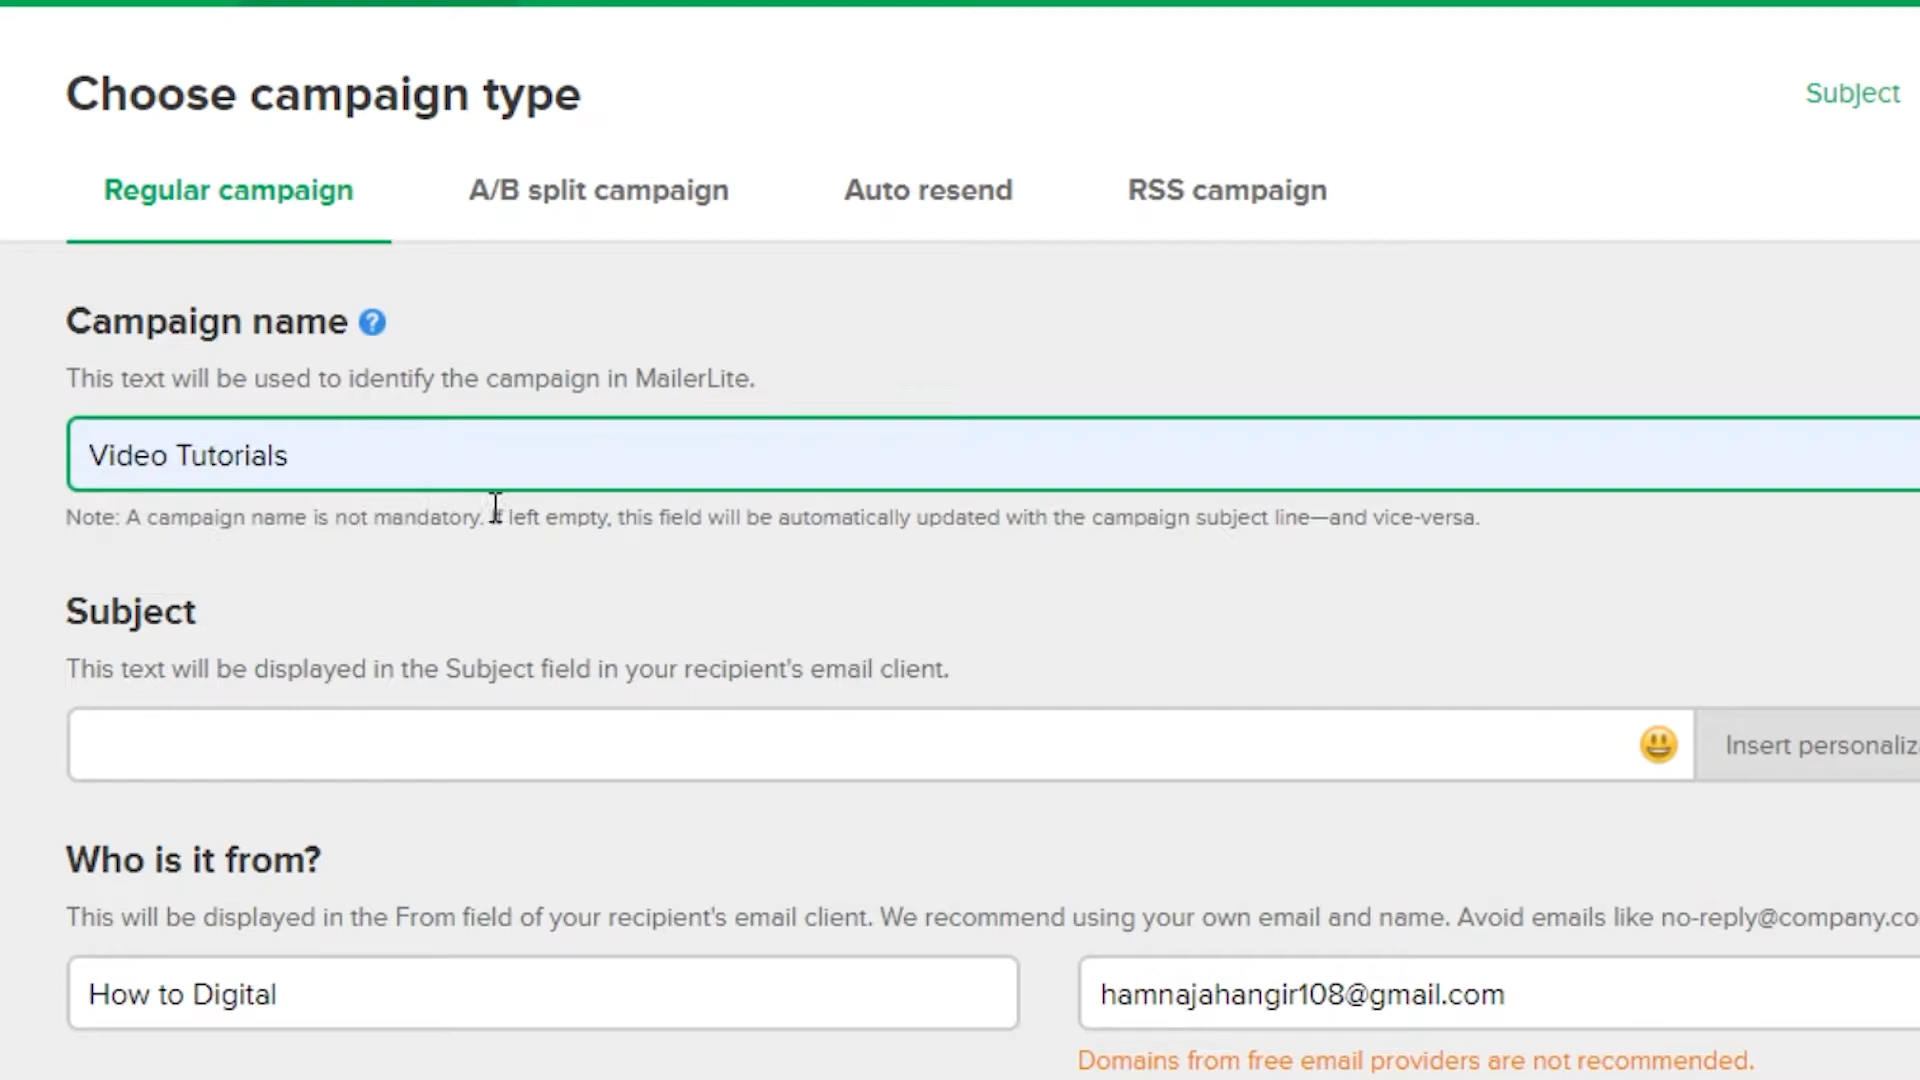 Choose campaign type
Subject
Regular campaign
A/B split campaign
Auto resend
RSS campaign
Campaign name ?
This text will be used to identify the campaign in MailerLite.
Video Tutorials
Note: A campaign name is not mandatory. If left empty, this field will be automatically updated with the campaign subject line—and vice-versa.
Subject
This text will be displayed in the Subject field in your recipient's email client.
Insert personaliz
Who is it from?
This will be displayed in the From field of your recipient's email client. We recommend using your own email and name. Avoid emails like no-reply@company.co
How to Digital
hamnajahangir108@gmail.com
Domains from free email providers are not recommended.